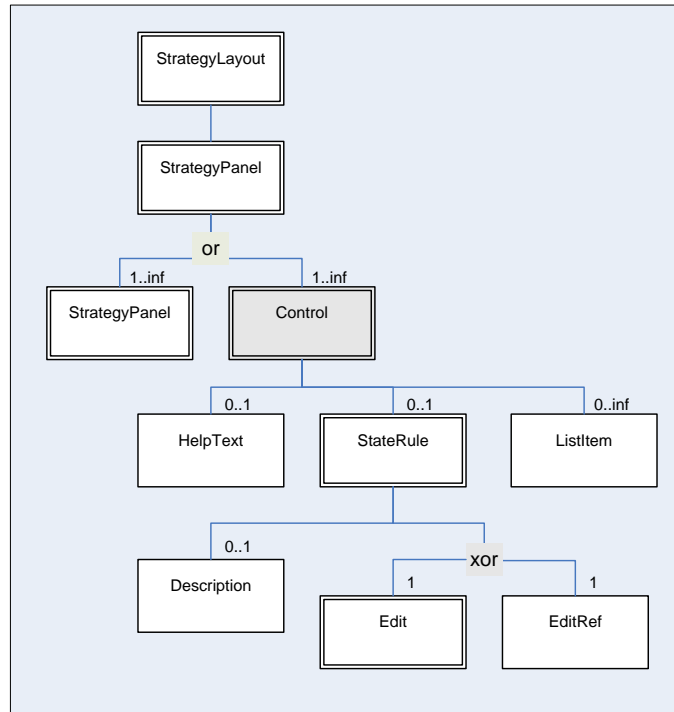 StrategyLayout
StrategyPanel
or
1..inf
1..inf
StrategyPanel
Control
0..1
0..1
0..inf
HelpText
StateRule
ListItem
0..1
xor
1
1
Description
Edit
EditRef